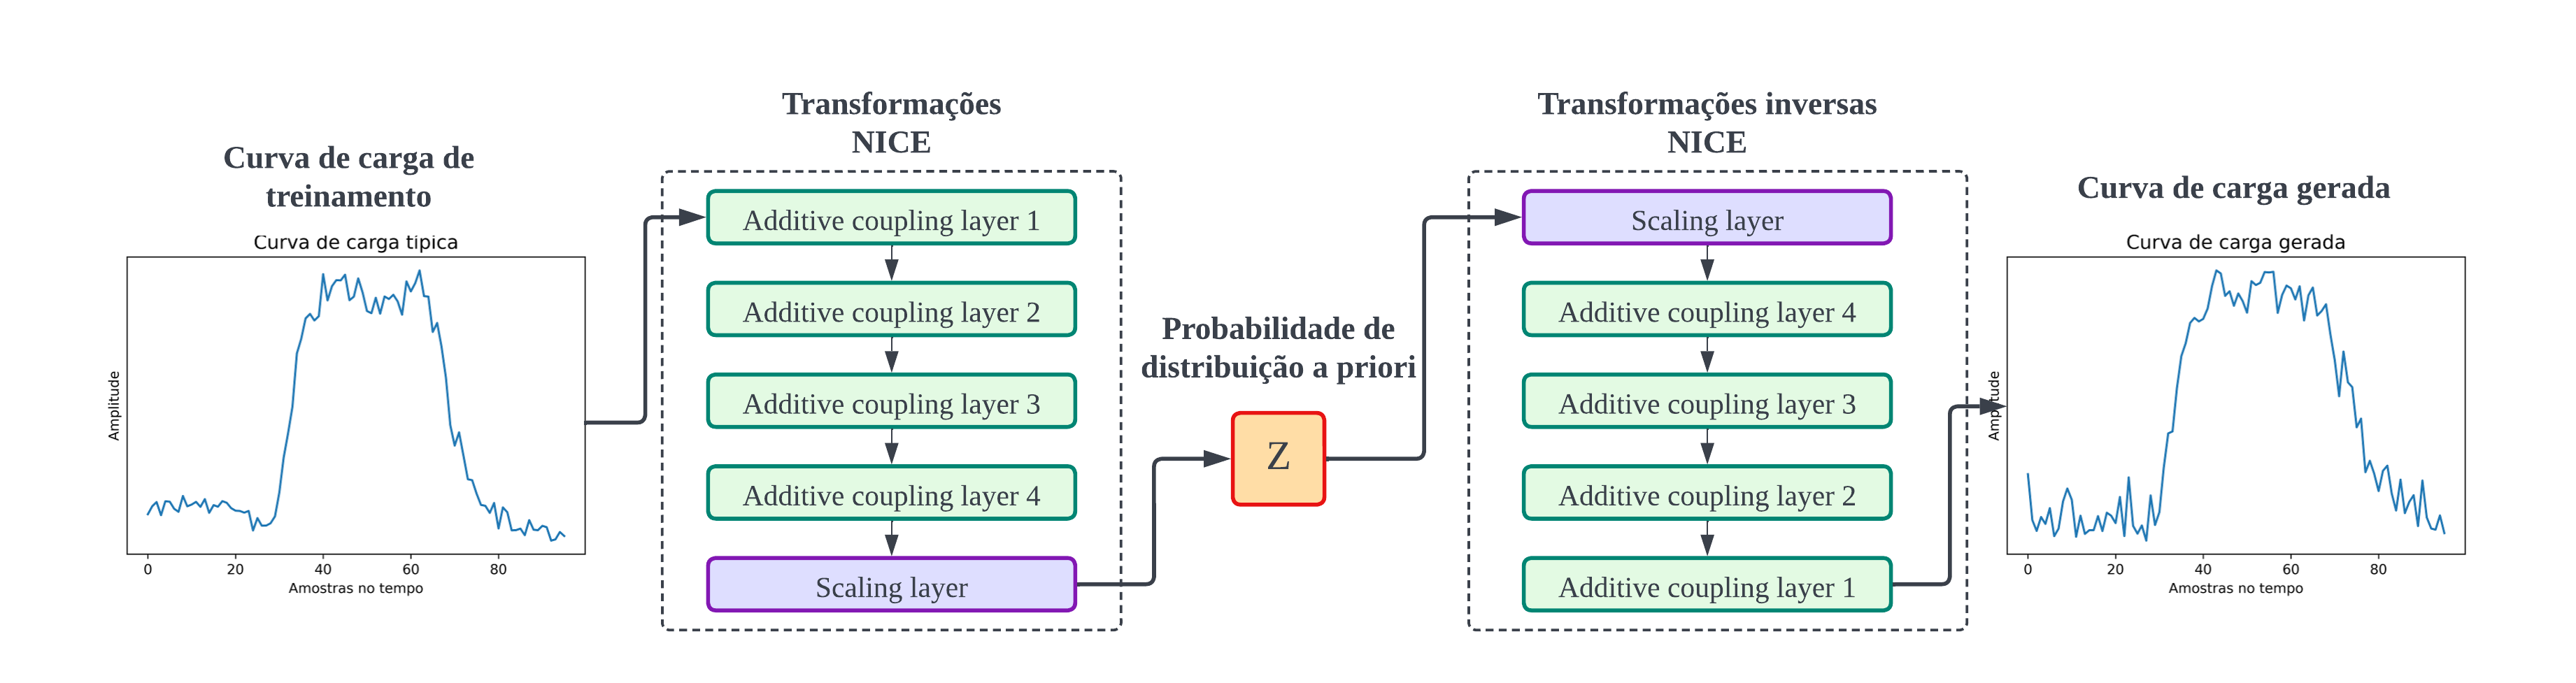 Curva de carga de
treinamento
Curva de carga típica
Amplitude
0 20 40 60 80
Amostras no tempo
Transformações
NICE
Additive coupling layer 1
Additive coupling layer 2
Additive coupling layer 3
Additive coupling layer 4
Scaling layer
Probabilidade de
distribuição a priori
Z
Transformações inversas
NICE
Scaling layer
Additive coupling layer 4
Additive coupling layer 3
Additive coupling layer 2
Additive coupling layer 1
Curva de carga gerada
Curva de carga gerada
Amplitude
0 20 40 60 80
Amostras no tempo